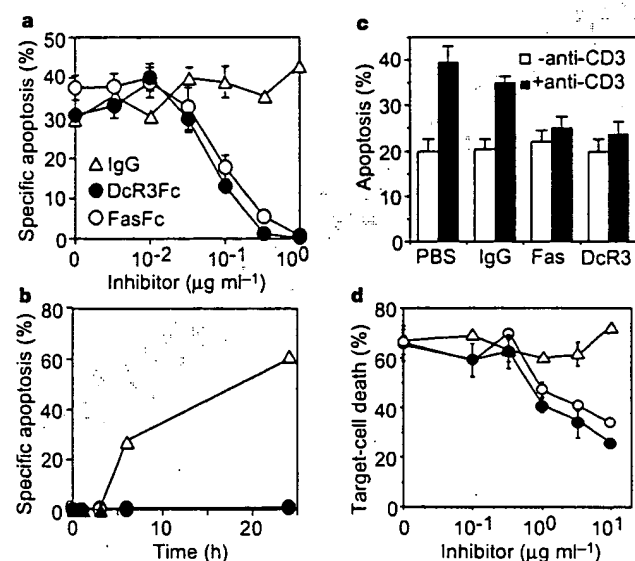 a
Specific apoptosis (%)
50
40
30
20
10
0
△ IgG
● DcR3Fc
○ FasFc
0 10⁻² 10⁻¹ 10⁰
Inhibitor (µg ml⁻¹)
c
Apoptosis (%)
40
30
20
10
0
-anti-CD3
+anti-CD3
PBS IgG Fas DcR3
b
Specific apoptosis (%)
80
60
40
20
0
0 10 20
Time (h)
d
Target-cell death (%)
80
60
40
20
0
0 10⁻¹ 10⁰ 10¹
Inhibitor (µg ml⁻¹)